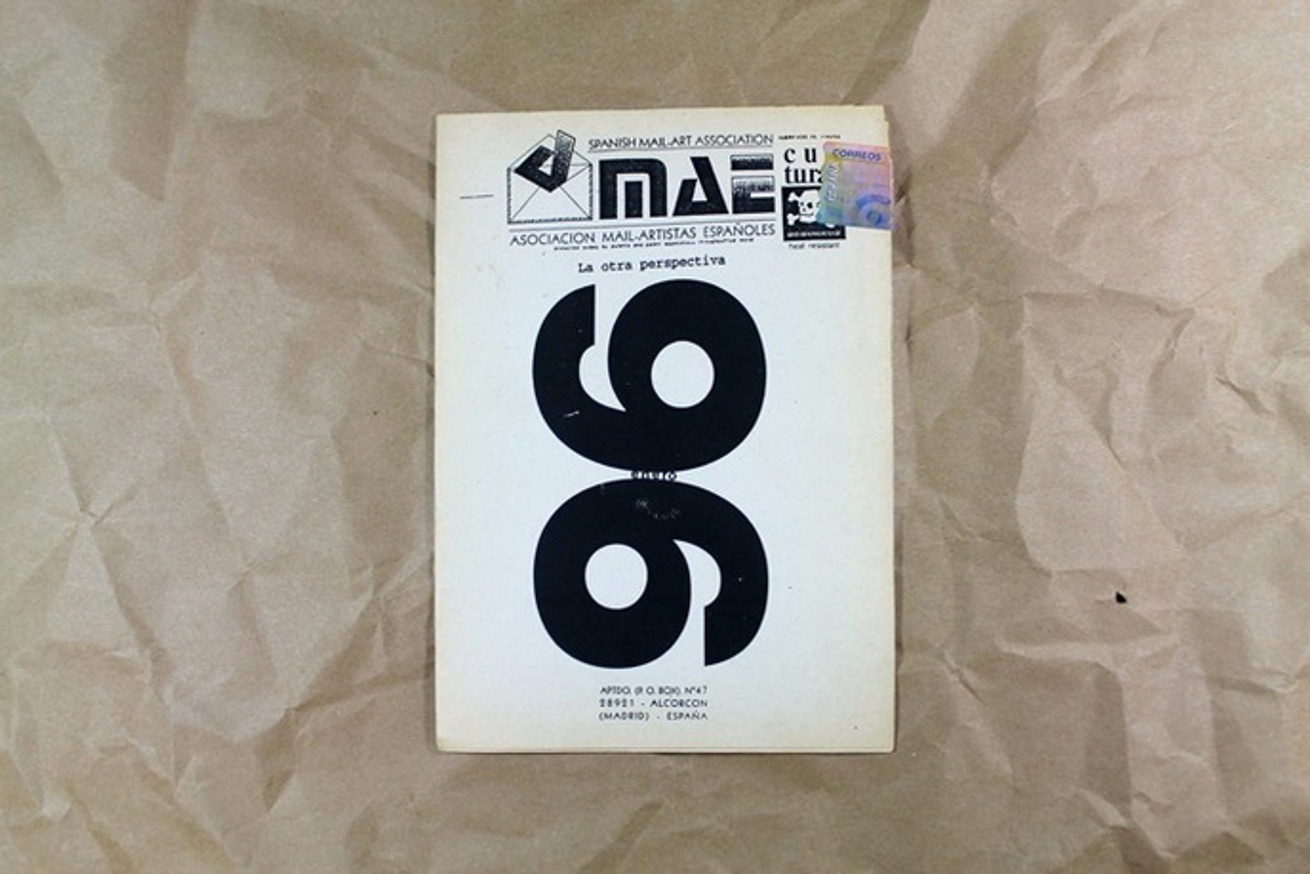 SPANISH MAIL-ART ASSOCIATION
MAE
cu
tura
CORREOS
ASOCIACION MAIL-ARTISTAS ESPAÑOLES
heat resistant
La otra perspectiva
96
enero
APTDO. (P. O. BOX). Nº47
28921 - ALCORCON
(MADRID) - ESPAÑA